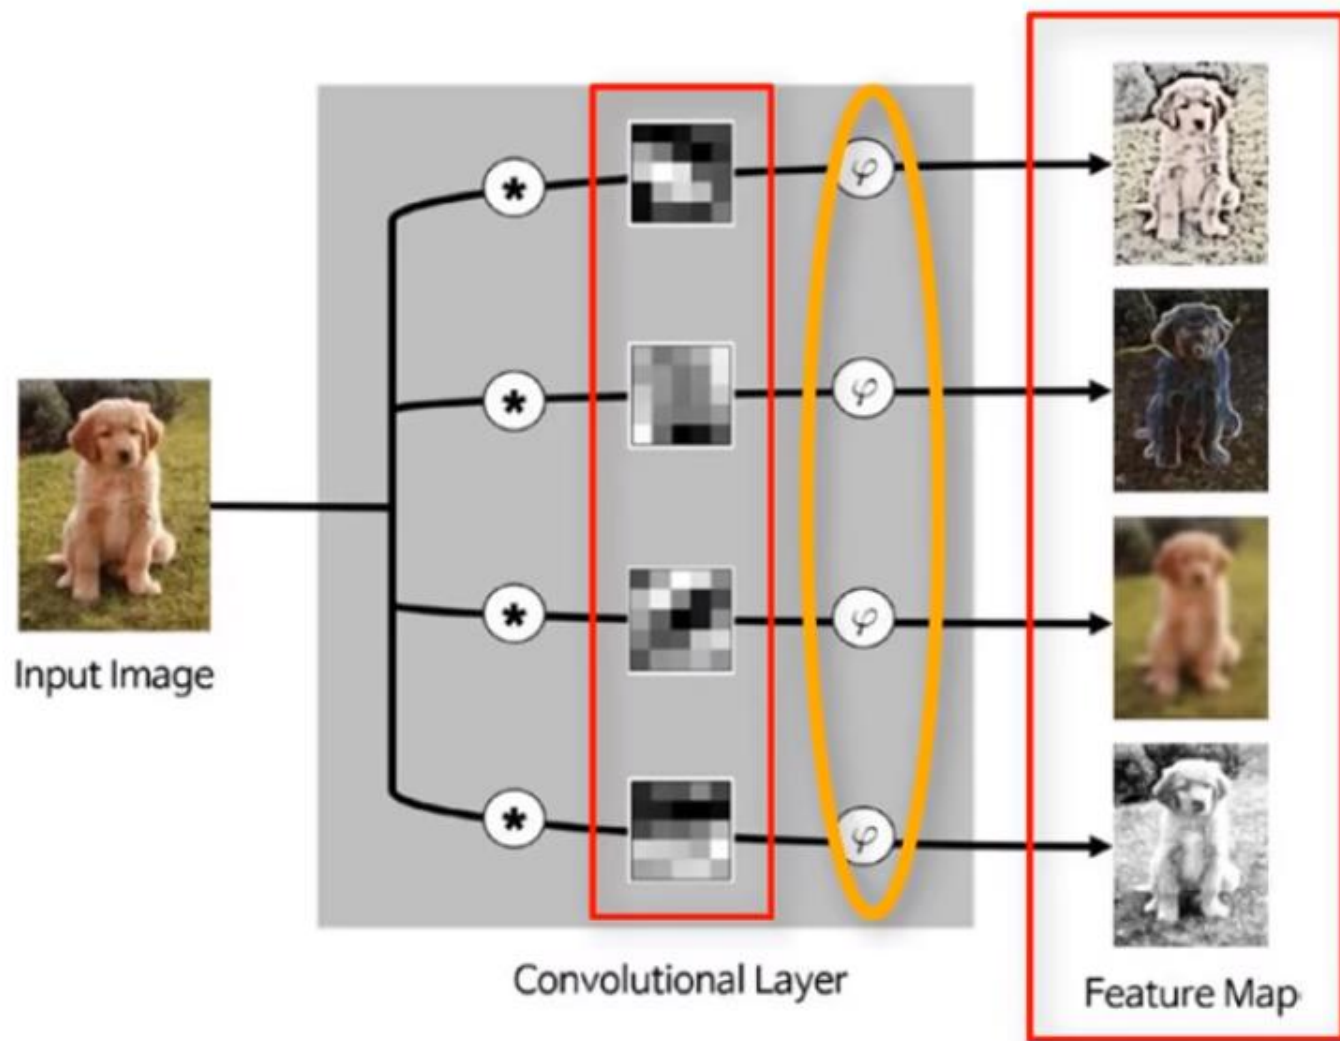 *
φ
*
φ
*
φ
*
φ
Input Image
Convolutional Layer
Feature Map